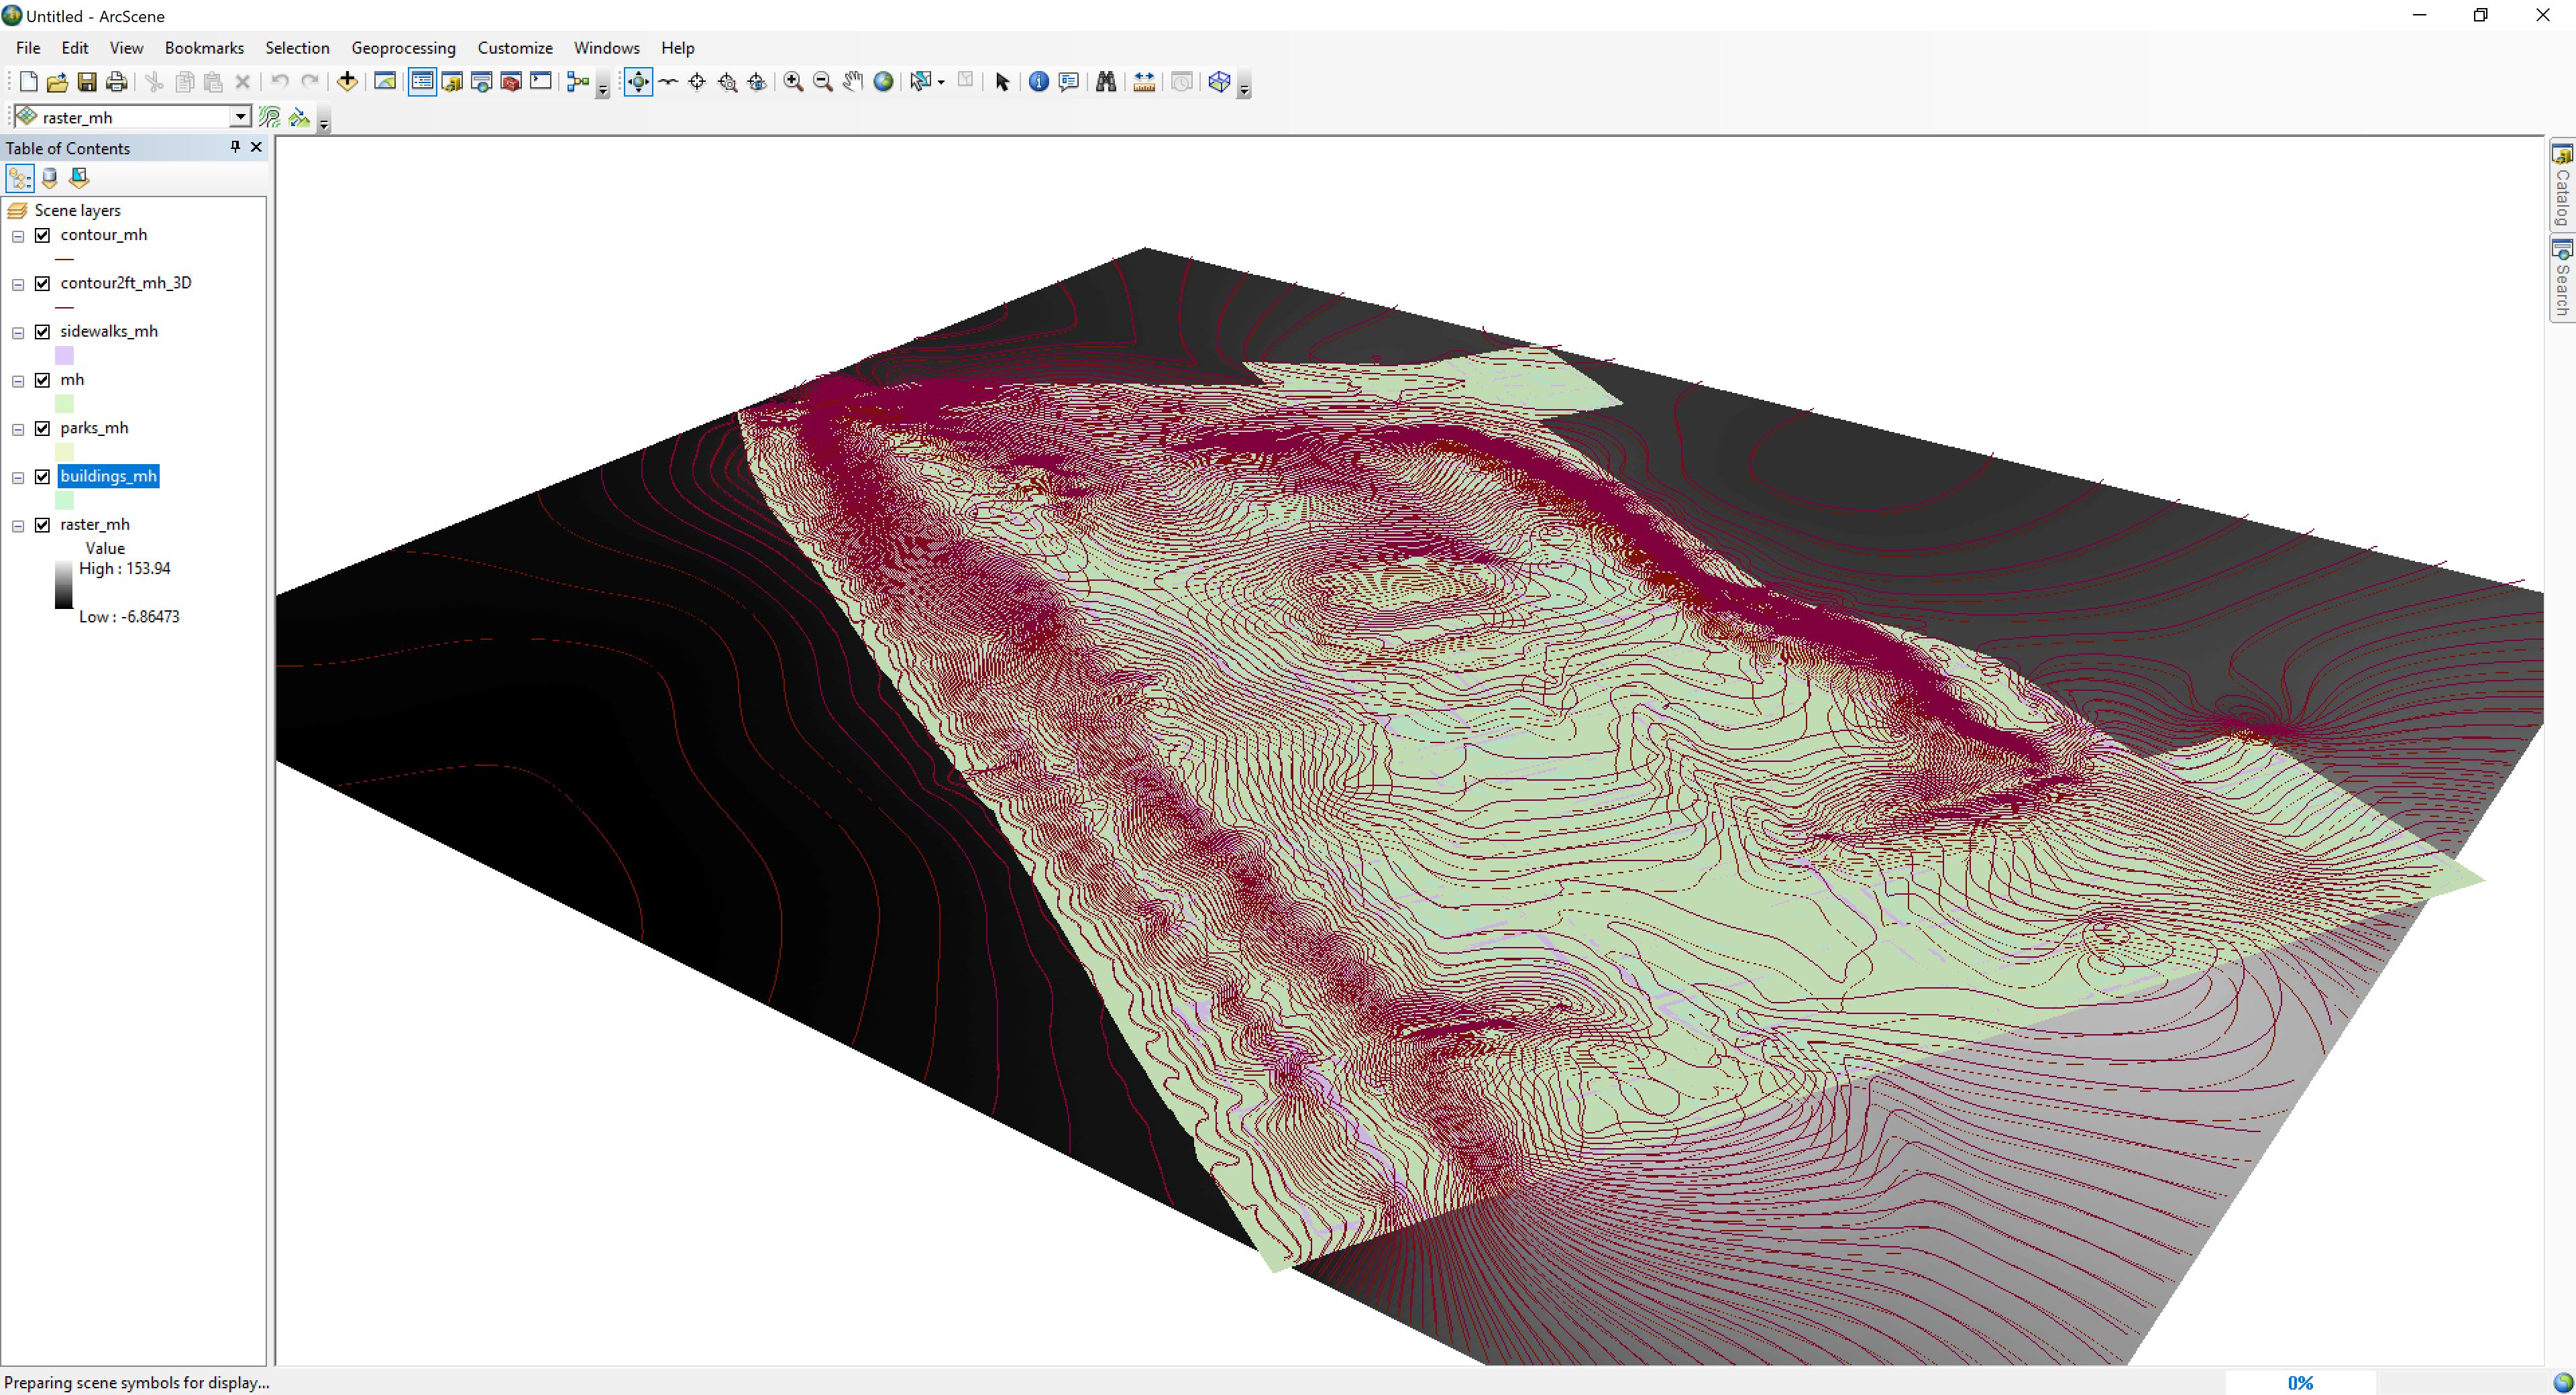 Untitled - ArcScene
File Edit View Bookmarks Selection Geoprocessing Customize Windows Help
raster_mh
Table of Contents
Scene layers
contour_mh
contour2ft_mh_3D
sidewalks_mh
mh
parks_mh
buildings_mh
raster_mh
Value
High : 153.94
Low : -6.86473
Catalog
Search
Preparing scene symbols for display...
0%